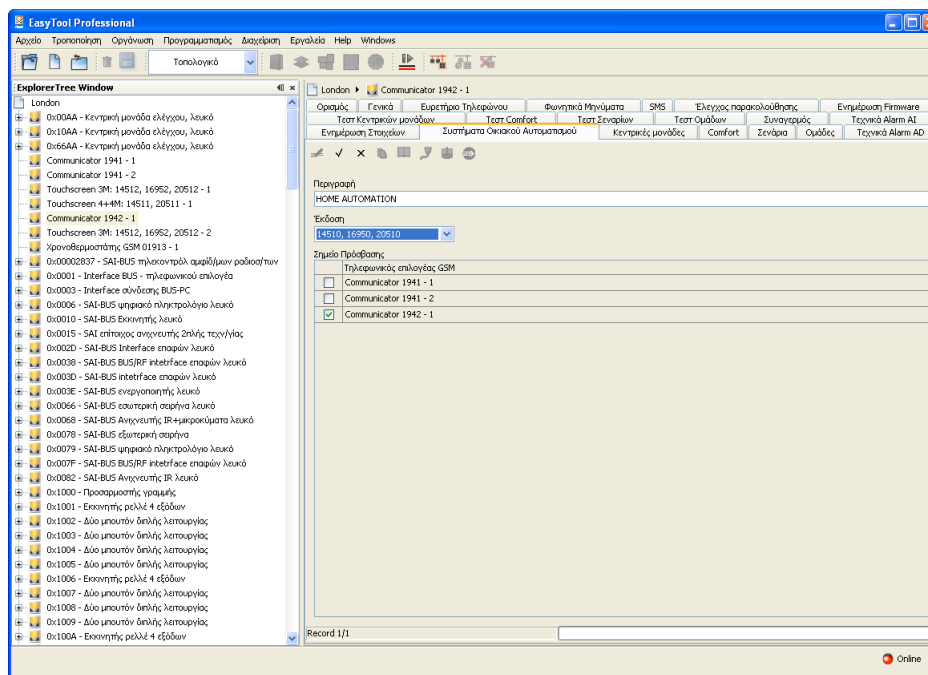 EasyTool Professional
Αρχείο Τροποποίηση Οργάνωση Προγραμματισμός Διαχείριση Εργαλεία Help Windows
Τοπολογικό
ExplorerTree Window
London
0x00AA - Κεντρική μονάδα ελέγχου, λευκό
0x10AA - Κεντρική μονάδα ελέγχου, λευκό
0x66AA - Κεντρική μονάδα ελέγχου, λευκό
Communicator 1941 - 1
Communicator 1941 - 2
Touchscreen 3M: 14512, 16952, 20512 - 1
Touchscreen 4+4M: 14511, 20511 - 1
Communicator 1942 - 1
Touchscreen 3M: 14512, 16952, 20512 - 2
Χρονοθερμοστάτης GSM 01913 - 1
0x00002837 - SAI-BUS τηλεκοντρόλ αμφίδ/μων ραδιοσ/των
0x0001 - Interface BUS - τηλεφωνικού επιλογέα
0x0003 - Interface σύνδεσης BUS-PC
0x0006 - SAI-BUS ψηφιακό πληκτρολόγιο λευκό
0x0010 - SAI-BUS Εκκινητής λευκό
0x0015 - SAI επίτοιχος ανιχνευτής 2πλής τεχν/γίας
0x002D - SAI-BUS Interface επαφών λευκό
0x0038 - SAI-BUS BUS/RF intetrface επαφών λευκό
0x003D - SAI-BUS intetrface επαφών λευκό
0x003E - SAI-BUS ενεργοποιητής λευκό
0x0066 - SAI-BUS εσωτερική σειρήνα λευκό
0x0068 - SAI-BUS Ανιχνευτής IR+μικροκύματα λευκό
0x0078 - SAI-BUS εξωτερική σειρήνα
0x0079 - SAI-BUS ψηφιακό πληκτρολόγιο λευκό
0x007F - SAI-BUS BUS/RF intetrface επαφών λευκό
0x0082 - SAI-BUS Ανιχνευτής IR λευκό
0x1000 - Προσαρμοστής γραμμής
0x1001 - Εκκινητής ρελλέ 4 εξόδων
0x1002 - Δύο μπουτόν διπλής λειτουργίας
0x1003 - Δύο μπουτόν διπλής λειτουργίας
0x1004 - Δύο μπουτόν διπλής λειτουργίας
0x1005 - Δύο μπουτόν διπλής λειτουργίας
0x1006 - Εκκινητής ρελλέ 4 εξόδων
0x1007 - Δύο μπουτόν διπλής λειτουργίας
0x1008 - Δύο μπουτόν διπλής λειτουργίας
0x1009 - Δύο μπουτόν διπλής λειτουργίας
0x100A - Εκκινητής ρελλέ 4 εξόδων
London Communicator 1942 - 1
Ορισμός Γενικά Ευρετήριο Τηλεφώνου Φωνητικά Μηνύματα SMS Έλεγχος παρακολούθησης Ενημέρωση Firmware
Τεστ Κεντρικών μονάδων Τεστ Comfort Τεστ Σεναρίων Τεστ Ομάδων Συναγερμός Τεχνικά Alarm AI
Ενημέρωση Στοιχείων Συστήματα Οικιακού Αυτοματισμού Κεντρικές μονάδες Comfort Σενάρια Ομάδες Τεχνικά Alarm AD
Περιγραφή
HOME AUTOMATION
Έκδοση
14510, 16950, 20510
Σημείο Πρόσβασης
Τηλεφωνικός επιλογέας GSM
Communicator 1941 - 1
Communicator 1941 - 2
Communicator 1942 - 1
Record 1/1
Online